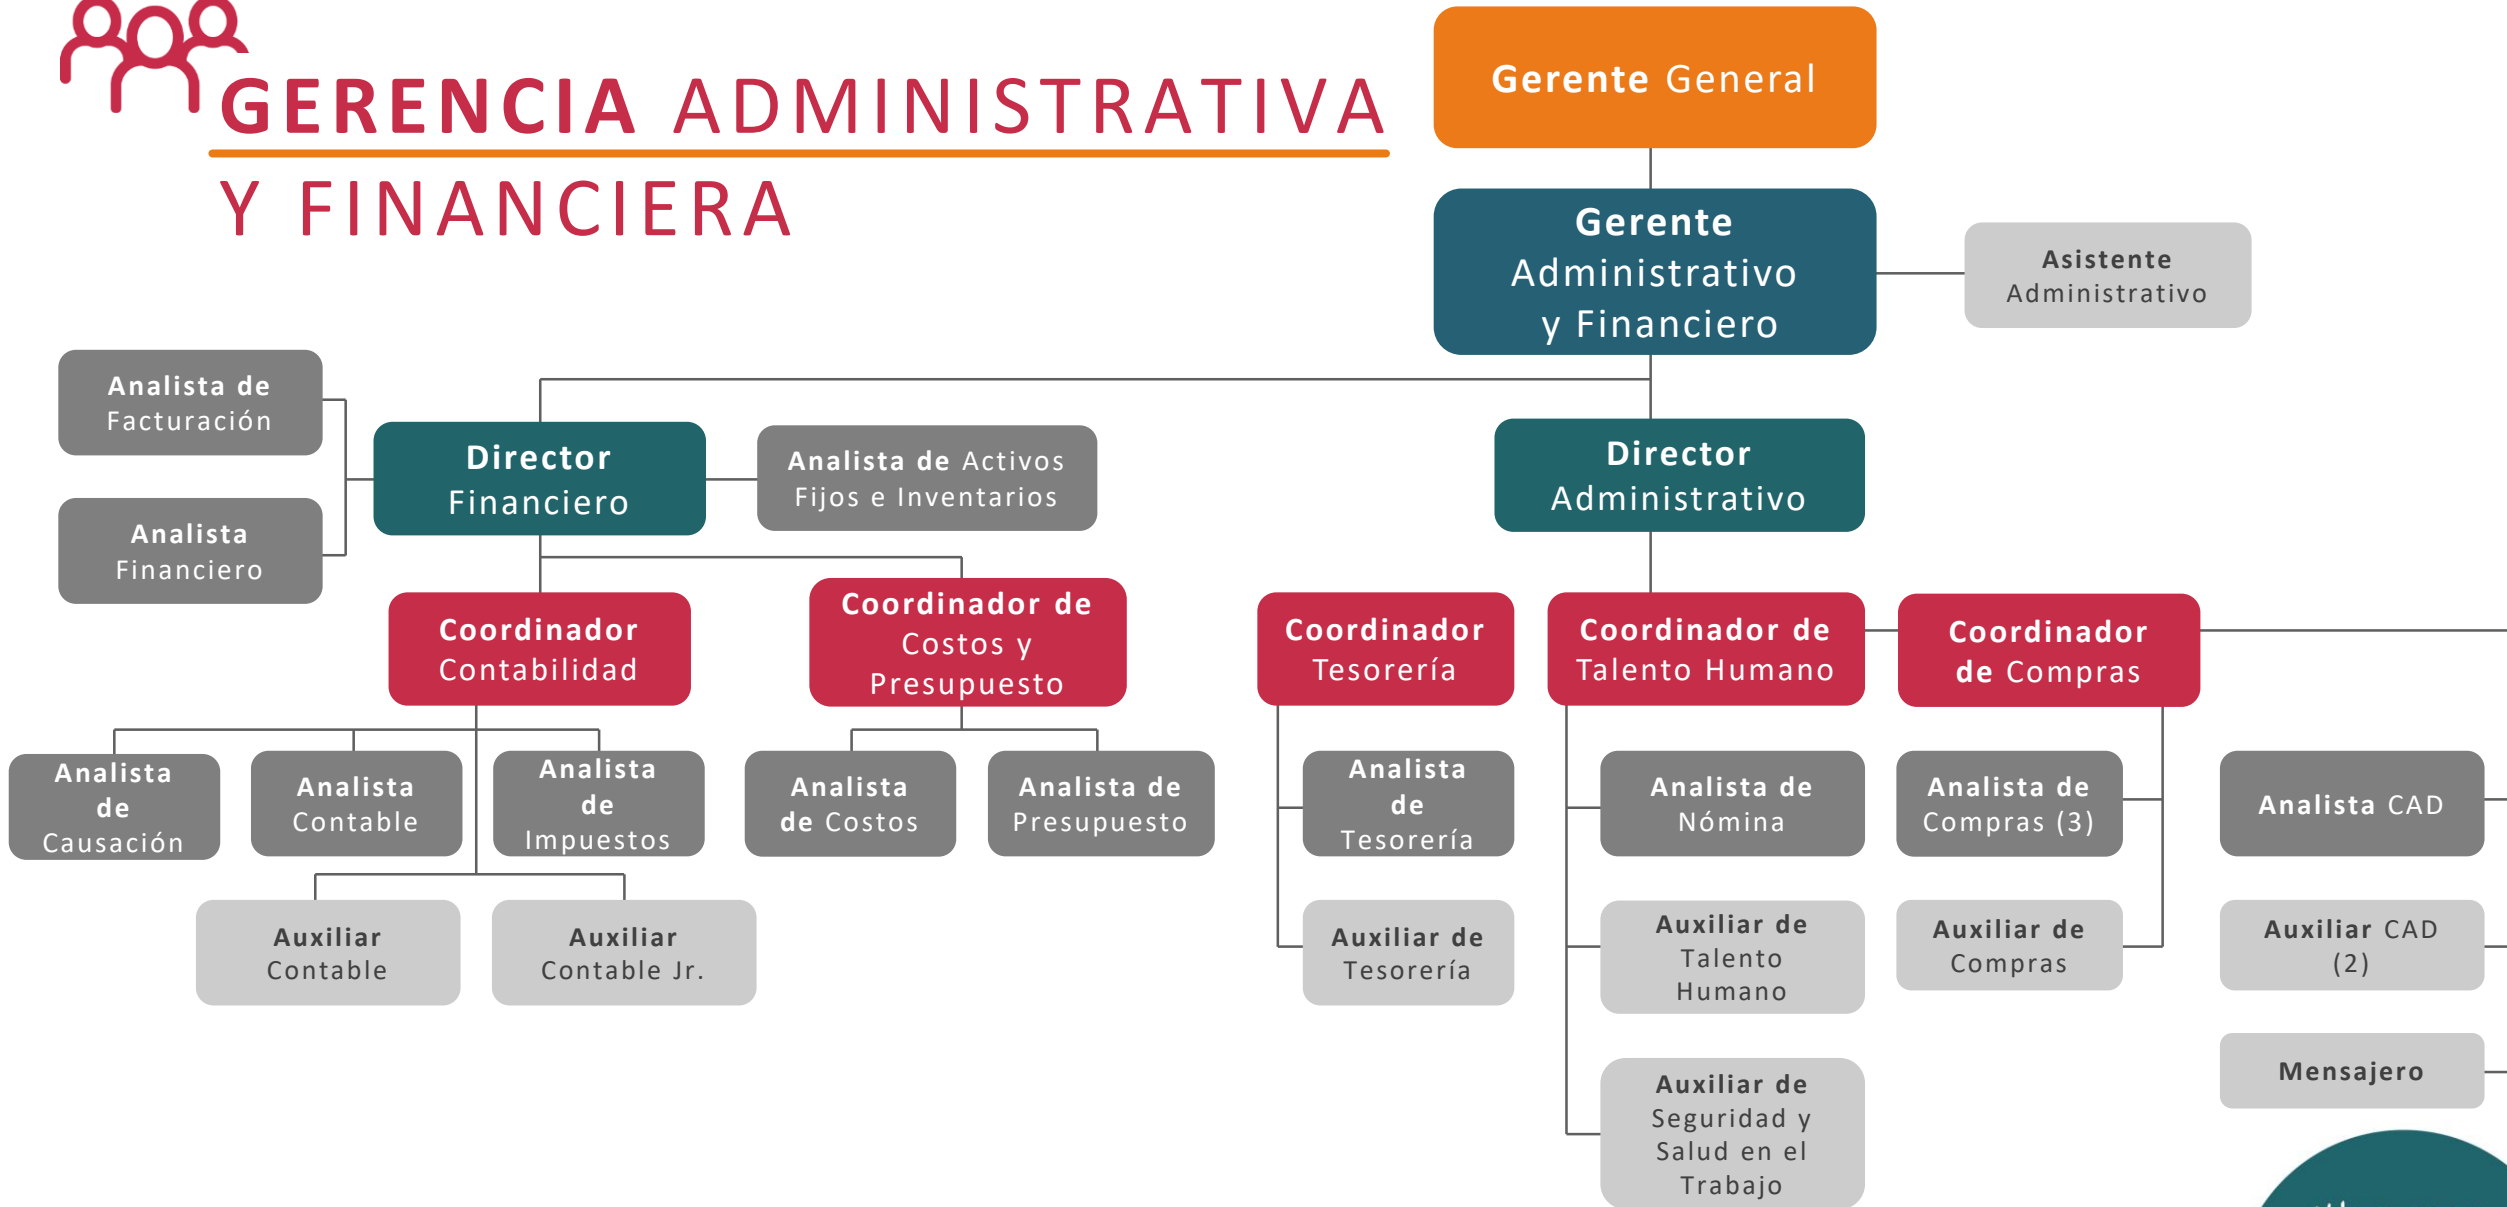 GERENCIA ADMINISTRATIVA
Y FINANCIERA
Gerente General
Gerente
Administrativo
y Financiero
Asistente
Administrativo
Analista de
Facturación
Analista
Financiero
Director
Financiero
Analista de Activos
Fijos e Inventarios
Director
Administrativo
Coordinador
Contabilidad
Coordinador de
Costos y
Presupuesto
Coordinador
Tesorería
Coordinador de
Talento Humano
Coordinador
de Compras
Analista
de
Causación
Analista
Contable
Analista
de
Impuestos
Analista
de Costos
Analista de
Presupuesto
Analista
de
Tesorería
Analista de
Nómina
Analista de
Compras (3)
Analista CAD
Auxiliar
Contable
Auxiliar
Contable Jr.
Auxiliar de
Tesorería
Auxiliar de
Talento
Humano
Auxiliar de
Compras
Auxiliar CAD
(2)
Mensajero
Auxiliar de
Seguridad y
Salud en el
Trabajo